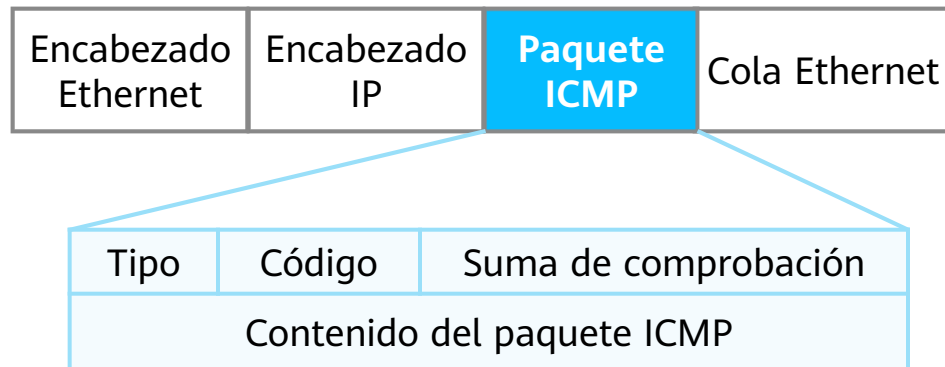 Encabezado
Ethernet
Encabezado
IP
Paquete
ICMP
Cola Ethernet
Tipo
Código
Suma de comprobación
Contenido del paquete ICMP